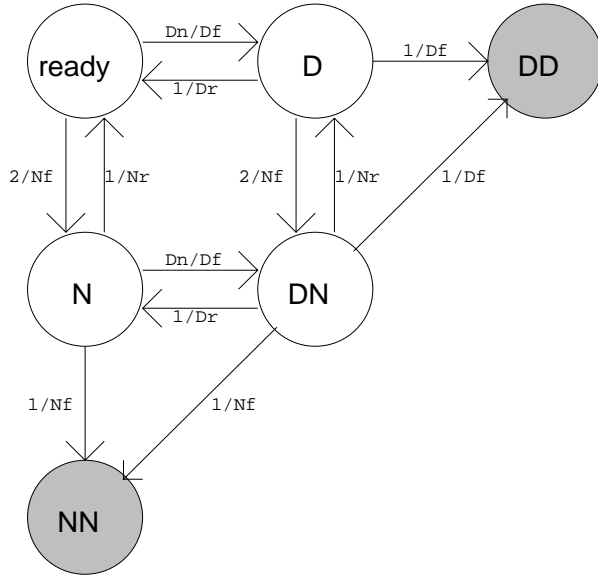 Dn/Df
1/Df
ready
D
DD
1/Dr
2/Nf
1/Nr
2/Nf
1/Nr
1/Df
Dn/Df
N
DN
1/Dr
1/Nf
1/Nf
NN